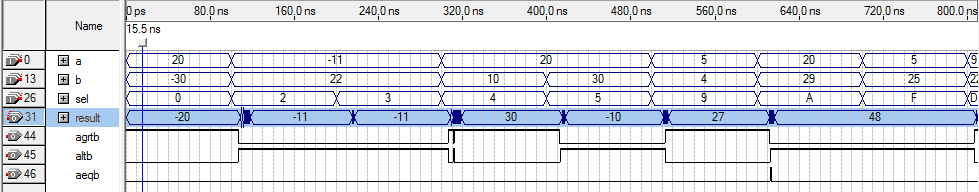 Name
0 ps 80.0 ns 160.0 ns 240.0 ns 320.0 ns 400.0 ns 480.0 ns 560.0 ns 640.0 ns 720.0 ns 800.0 ns
15.5 ns
0 a 20 -11 20 5 20 5 9
13 b -30 22 10 30 4 29 25 22
26 sel 0 2 3 4 5 9 A F D
31 result -20 -11 -11 30 -10 27 48
44 agrtb
45 altb
46 aeqb